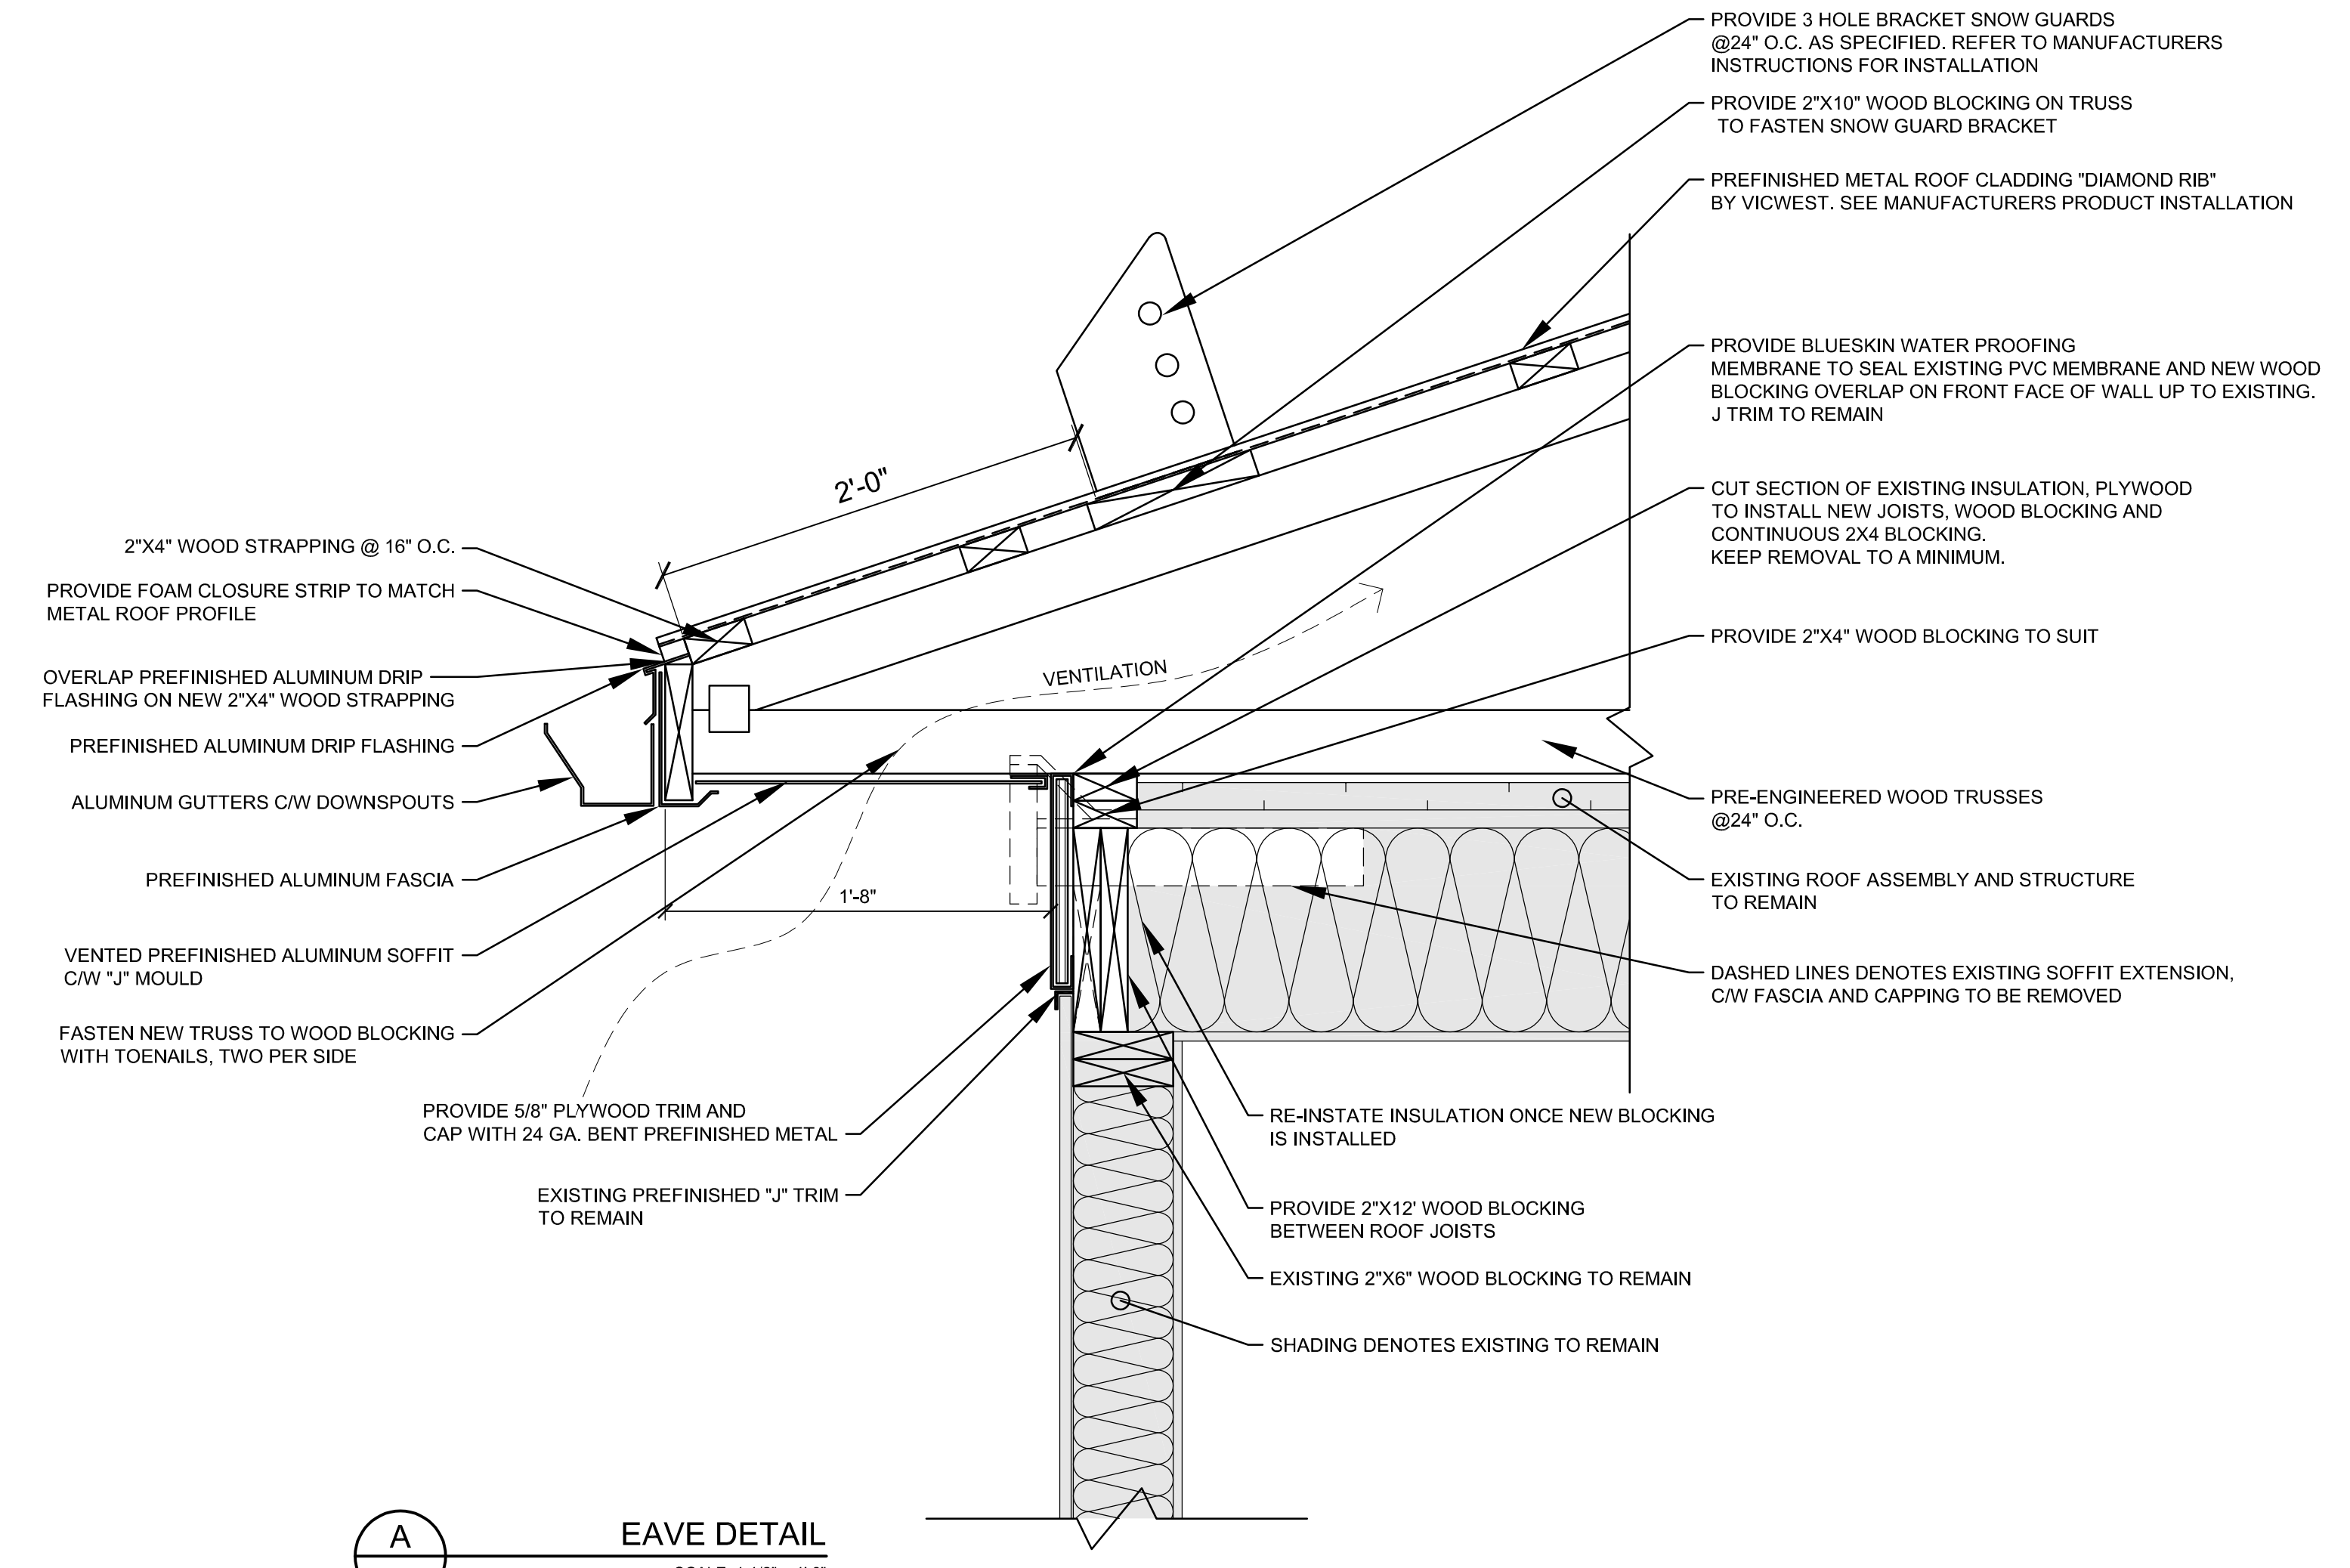 PROVIDE 3 HOLE BRACKET SNOW GUARDS
@24" O.C. AS SPECIFIED. REFER TO MANUFACTURERS
INSTRUCTIONS FOR INSTALLATION
PROVIDE 2"X10" WOOD BLOCKING ON TRUSS
TO FASTEN SNOW GUARD BRACKET
PREFINISHED METAL ROOF CLADDING "DIAMOND RIB"
BY VICWEST. SEE MANUFACTURERS PRODUCT INSTALLATION
PROVIDE BLUESKIN WATER PROOFING
MEMBRANE TO SEAL EXISTING PVC MEMBRANE AND NEW WOOD
BLOCKING OVERLAP ON FRONT FACE OF WALL UP TO EXISTING.
J TRIM TO REMAIN
CUT SECTION OF EXISTING INSULATION, PLYWOOD
TO INSTALL NEW JOISTS, WOOD BLOCKING AND
CONTINUOUS 2X4 BLOCKING.
KEEP REMOVAL TO A MINIMUM.
PROVIDE 2"X4" WOOD BLOCKING TO SUIT
PRE-ENGINEERED WOOD TRUSSES
@24" O.C.
EXISTING ROOF ASSEMBLY AND STRUCTURE
TO REMAIN
DASHED LINES DENOTES EXISTING SOFFIT EXTENSION,
C/W FASCIA AND CAPPING TO BE REMOVED
2'-0"
VENTILATION
1'-8"
2"X4" WOOD STRAPPING @ 16" O.C.
PROVIDE FOAM CLOSURE STRIP TO MATCH
METAL ROOF PROFILE
OVERLAP PREFINISHED ALUMINUM DRIP
FLASHING ON NEW 2"X4" WOOD STRAPPING
PREFINISHED ALUMINUM DRIP FLASHING
ALUMINUM GUTTERS C/W DOWNSPOUTS
PREFINISHED ALUMINUM FASCIA
VENTED PREFINISHED ALUMINUM SOFFIT
C/W "J" MOULD
FASTEN NEW TRUSS TO WOOD BLOCKING
WITH TOENAILS, TWO PER SIDE
PROVIDE 5/8" PLYWOOD TRIM AND
CAP WITH 24 GA. BENT PREFINISHED METAL
EXISTING PREFINISHED "J" TRIM
TO REMAIN
RE-INSTATE INSULATION ONCE NEW BLOCKING
IS INSTALLED
PROVIDE 2"X12' WOOD BLOCKING
BETWEEN ROOF JOISTS
EXISTING 2"X6" WOOD BLOCKING TO REMAIN
SHADING DENOTES EXISTING TO REMAIN
A
EAVE DETAIL